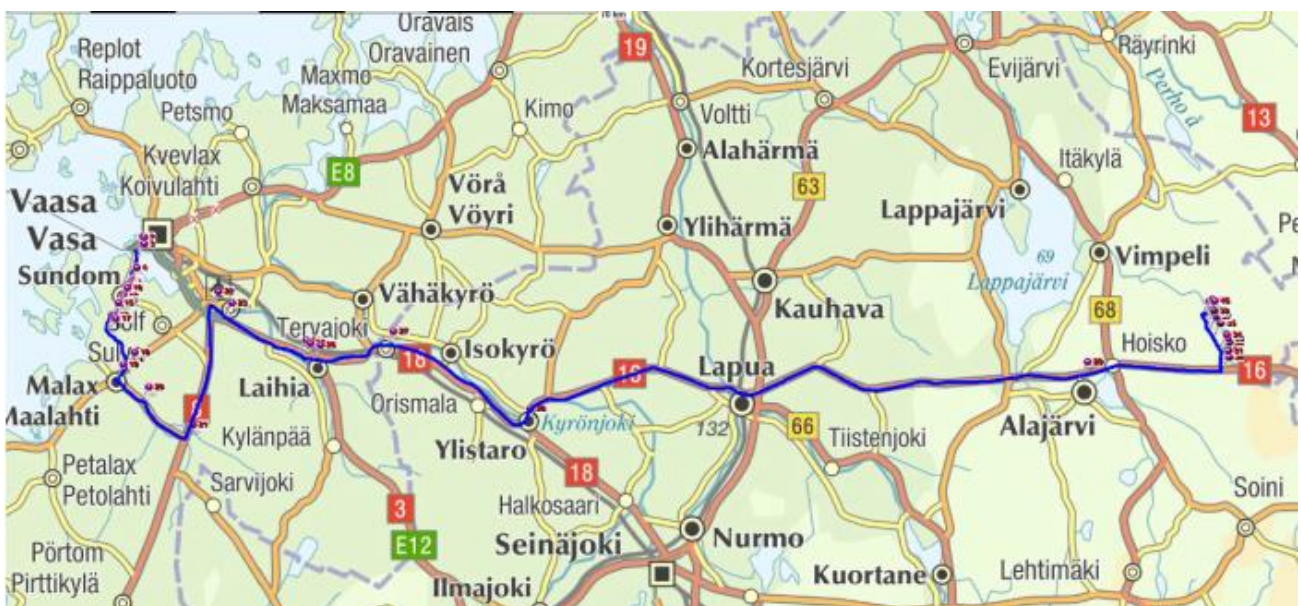 Oravais
Oravainen
Replot
Raippaluoto
Maxmo
Maksamaa
Petsmo
Kimo
19
Voltti
Kortesjärvi
Evijärvi
Räyrinki
Perho å
13
Kvevlax
Koivulahti
E8
Alahärmä
63
Itäkylä
Vaasa
Vasa
Vörå
Vöyri
Ylihärmä
Lappajärvi
Vimpeli
Sundom
Vähäkyrö
Kauhava
69
Lappajärvi
68
Tervajoki
Isokyrö
18
Lapua
Hoisko
16
Malax
Maalahti
Laihia
Orismala
Kyrönjoki
132
66
Alajärvi
Kylänpää
Ylistaro
Tiistenjoki
Petalax
Petolahti
Sarvijoki
18
Halkosaari
Soini
3
E12
Seinäjoki
Nurmo
Pörtom
Pirttikylä
Ilmajoki
Kuortane
Lehtimäki